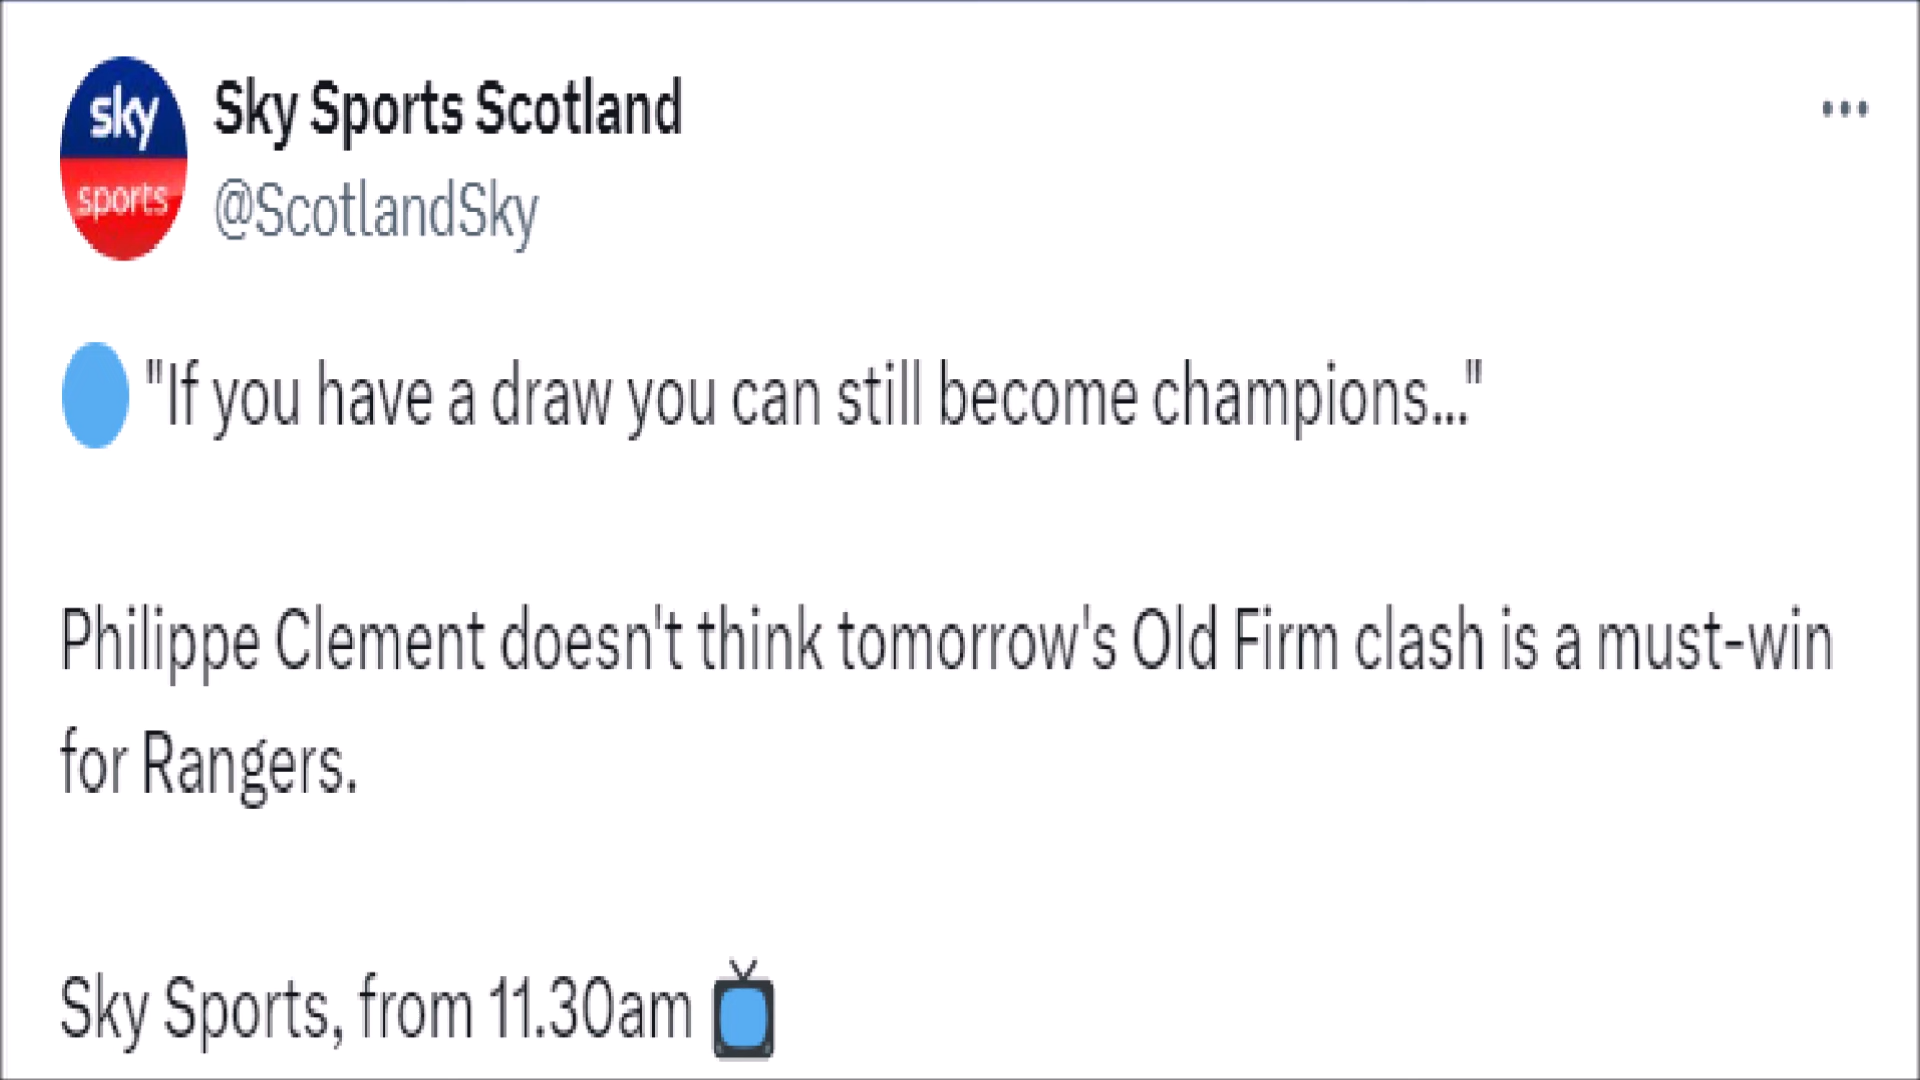 sky
sports
Sky Sports Scotland
@ScotlandSky
"If you have a draw you can still become champions..."
Philippe Clement doesn't think tomorrow's Old Firm clash is a must-win
for Rangers.
Sky Sports, from 11.30am